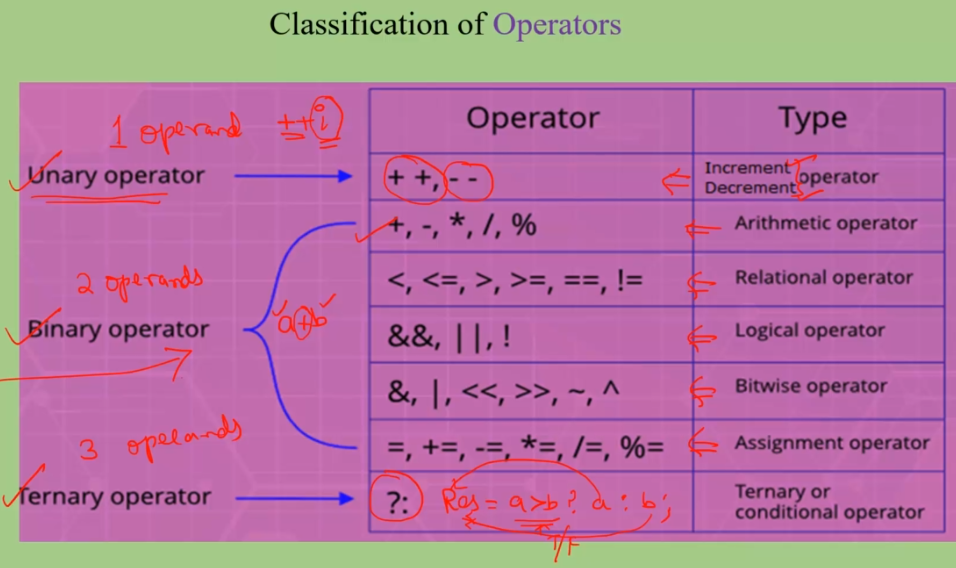 Classification of Operators
Operator Type
1 operand ++i
Unary operator + +, - - Increment Decrement operator
+, -, *, /, % Arithmetic operator
2 operands
<, <=, >, >=, ==, != Relational operator
Binary operator a+b &&, ||, ! Logical operator
&, |, <<, >>, ~, ^ Bitwise operator
3 operands
=, +=, -=, *=, /=, %= Assignment operator
Ternary operator ?: Res = a>b ? a : b; Ternary or
conditional operator
T/F